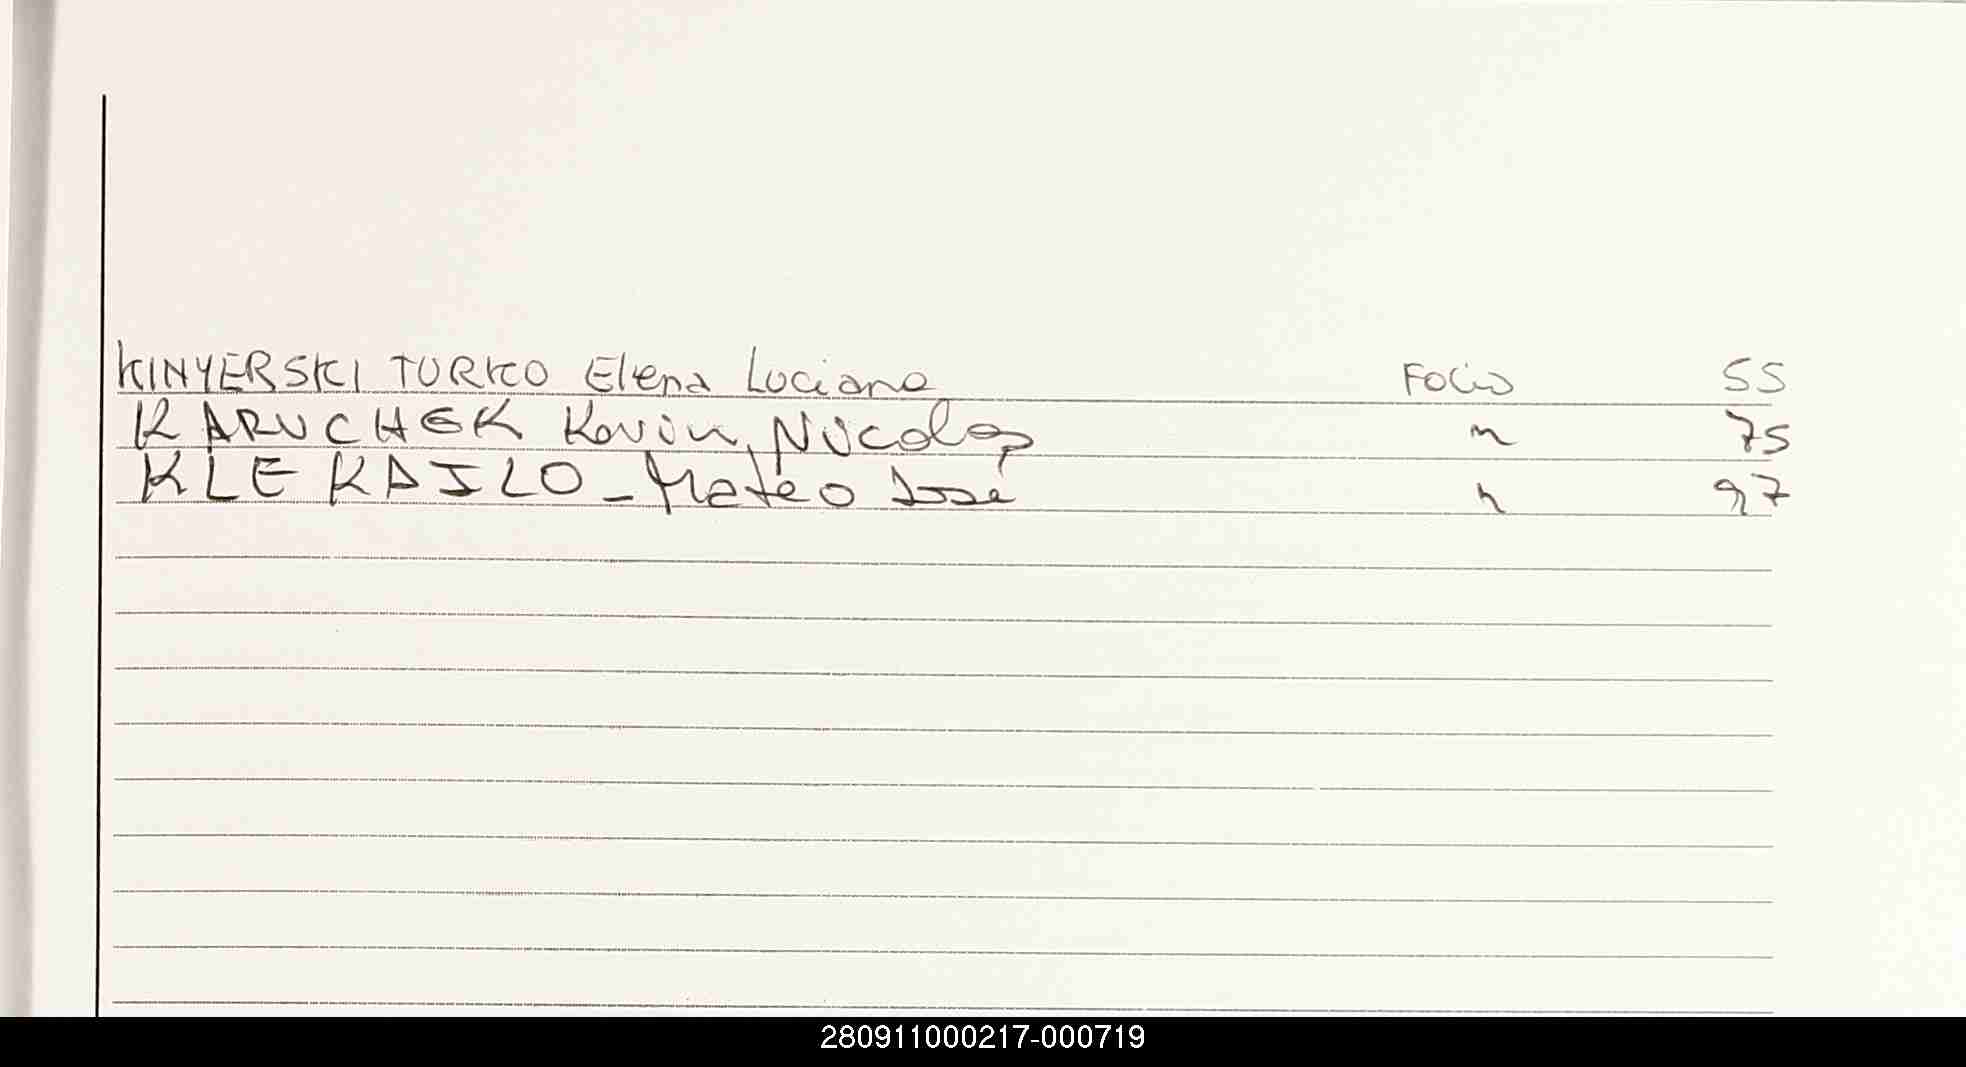 KINYERSKI TURKO Elena Luciana Folio 55
KARUCHEK Kevin, Nicolas " 75
KLEKAILO - Mateo José " 97
280911000217-000719